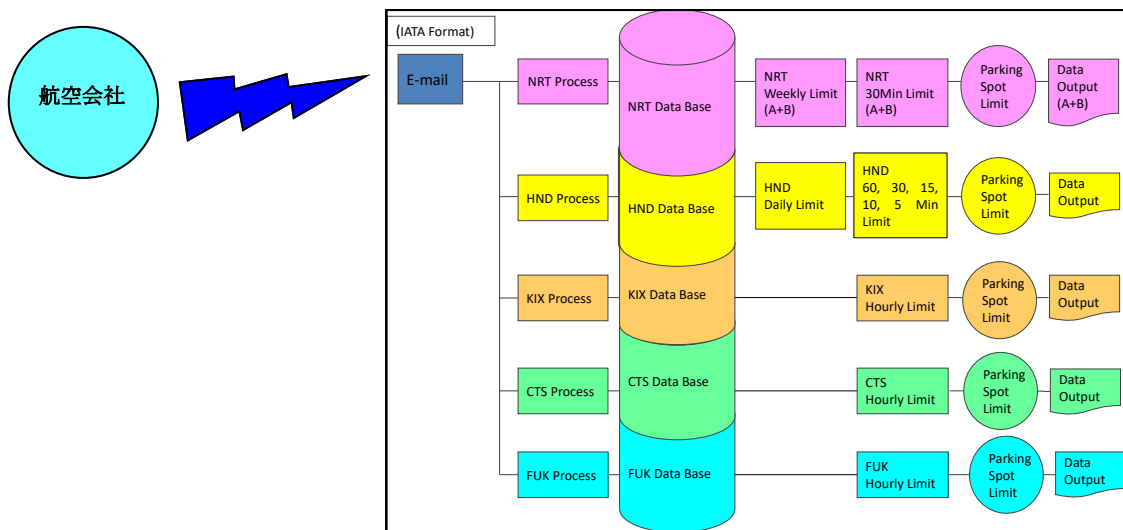 航空会社
(IATA Format)
E-mail
NRT Process
NRT Data Base
NRT
Weekly Limit
(A+B)
NRT
30Min Limit
(A+B)
Parking
Spot
Limit
Data
Output
(A+B)
HND Process
HND Data Base
HND
Daily Limit
HND
60, 30, 15,
10, 5 Min
Limit
Parking
Spot
Limit
Data
Output
KIX Process
KIX Data Base
KIX
Hourly Limit
Parking
Spot
Limit
Data
Output
CTS Process
CTS Data Base
CTS
Hourly Limit
Parking
Spot
Limit
Data
Output
FUK Process
FUK Data Base
FUK
Hourly Limit
Parking
Spot
Limit
Data
Output